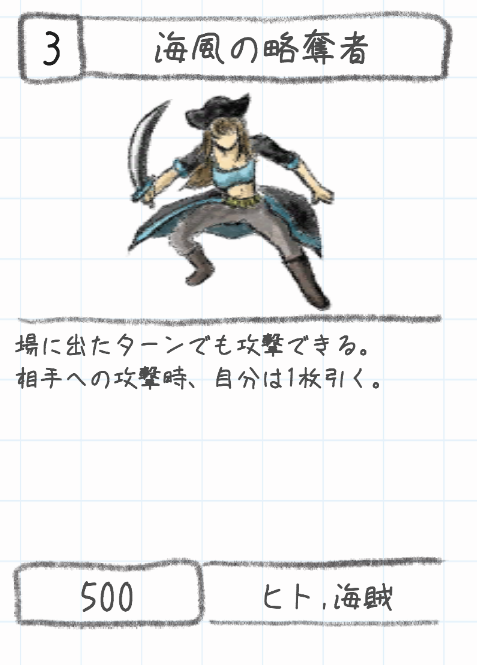 3
海風の略奪者
場に出たターンでも攻撃できる。
相手への攻撃時、自分は1枚引く。
500
ヒト,海賊